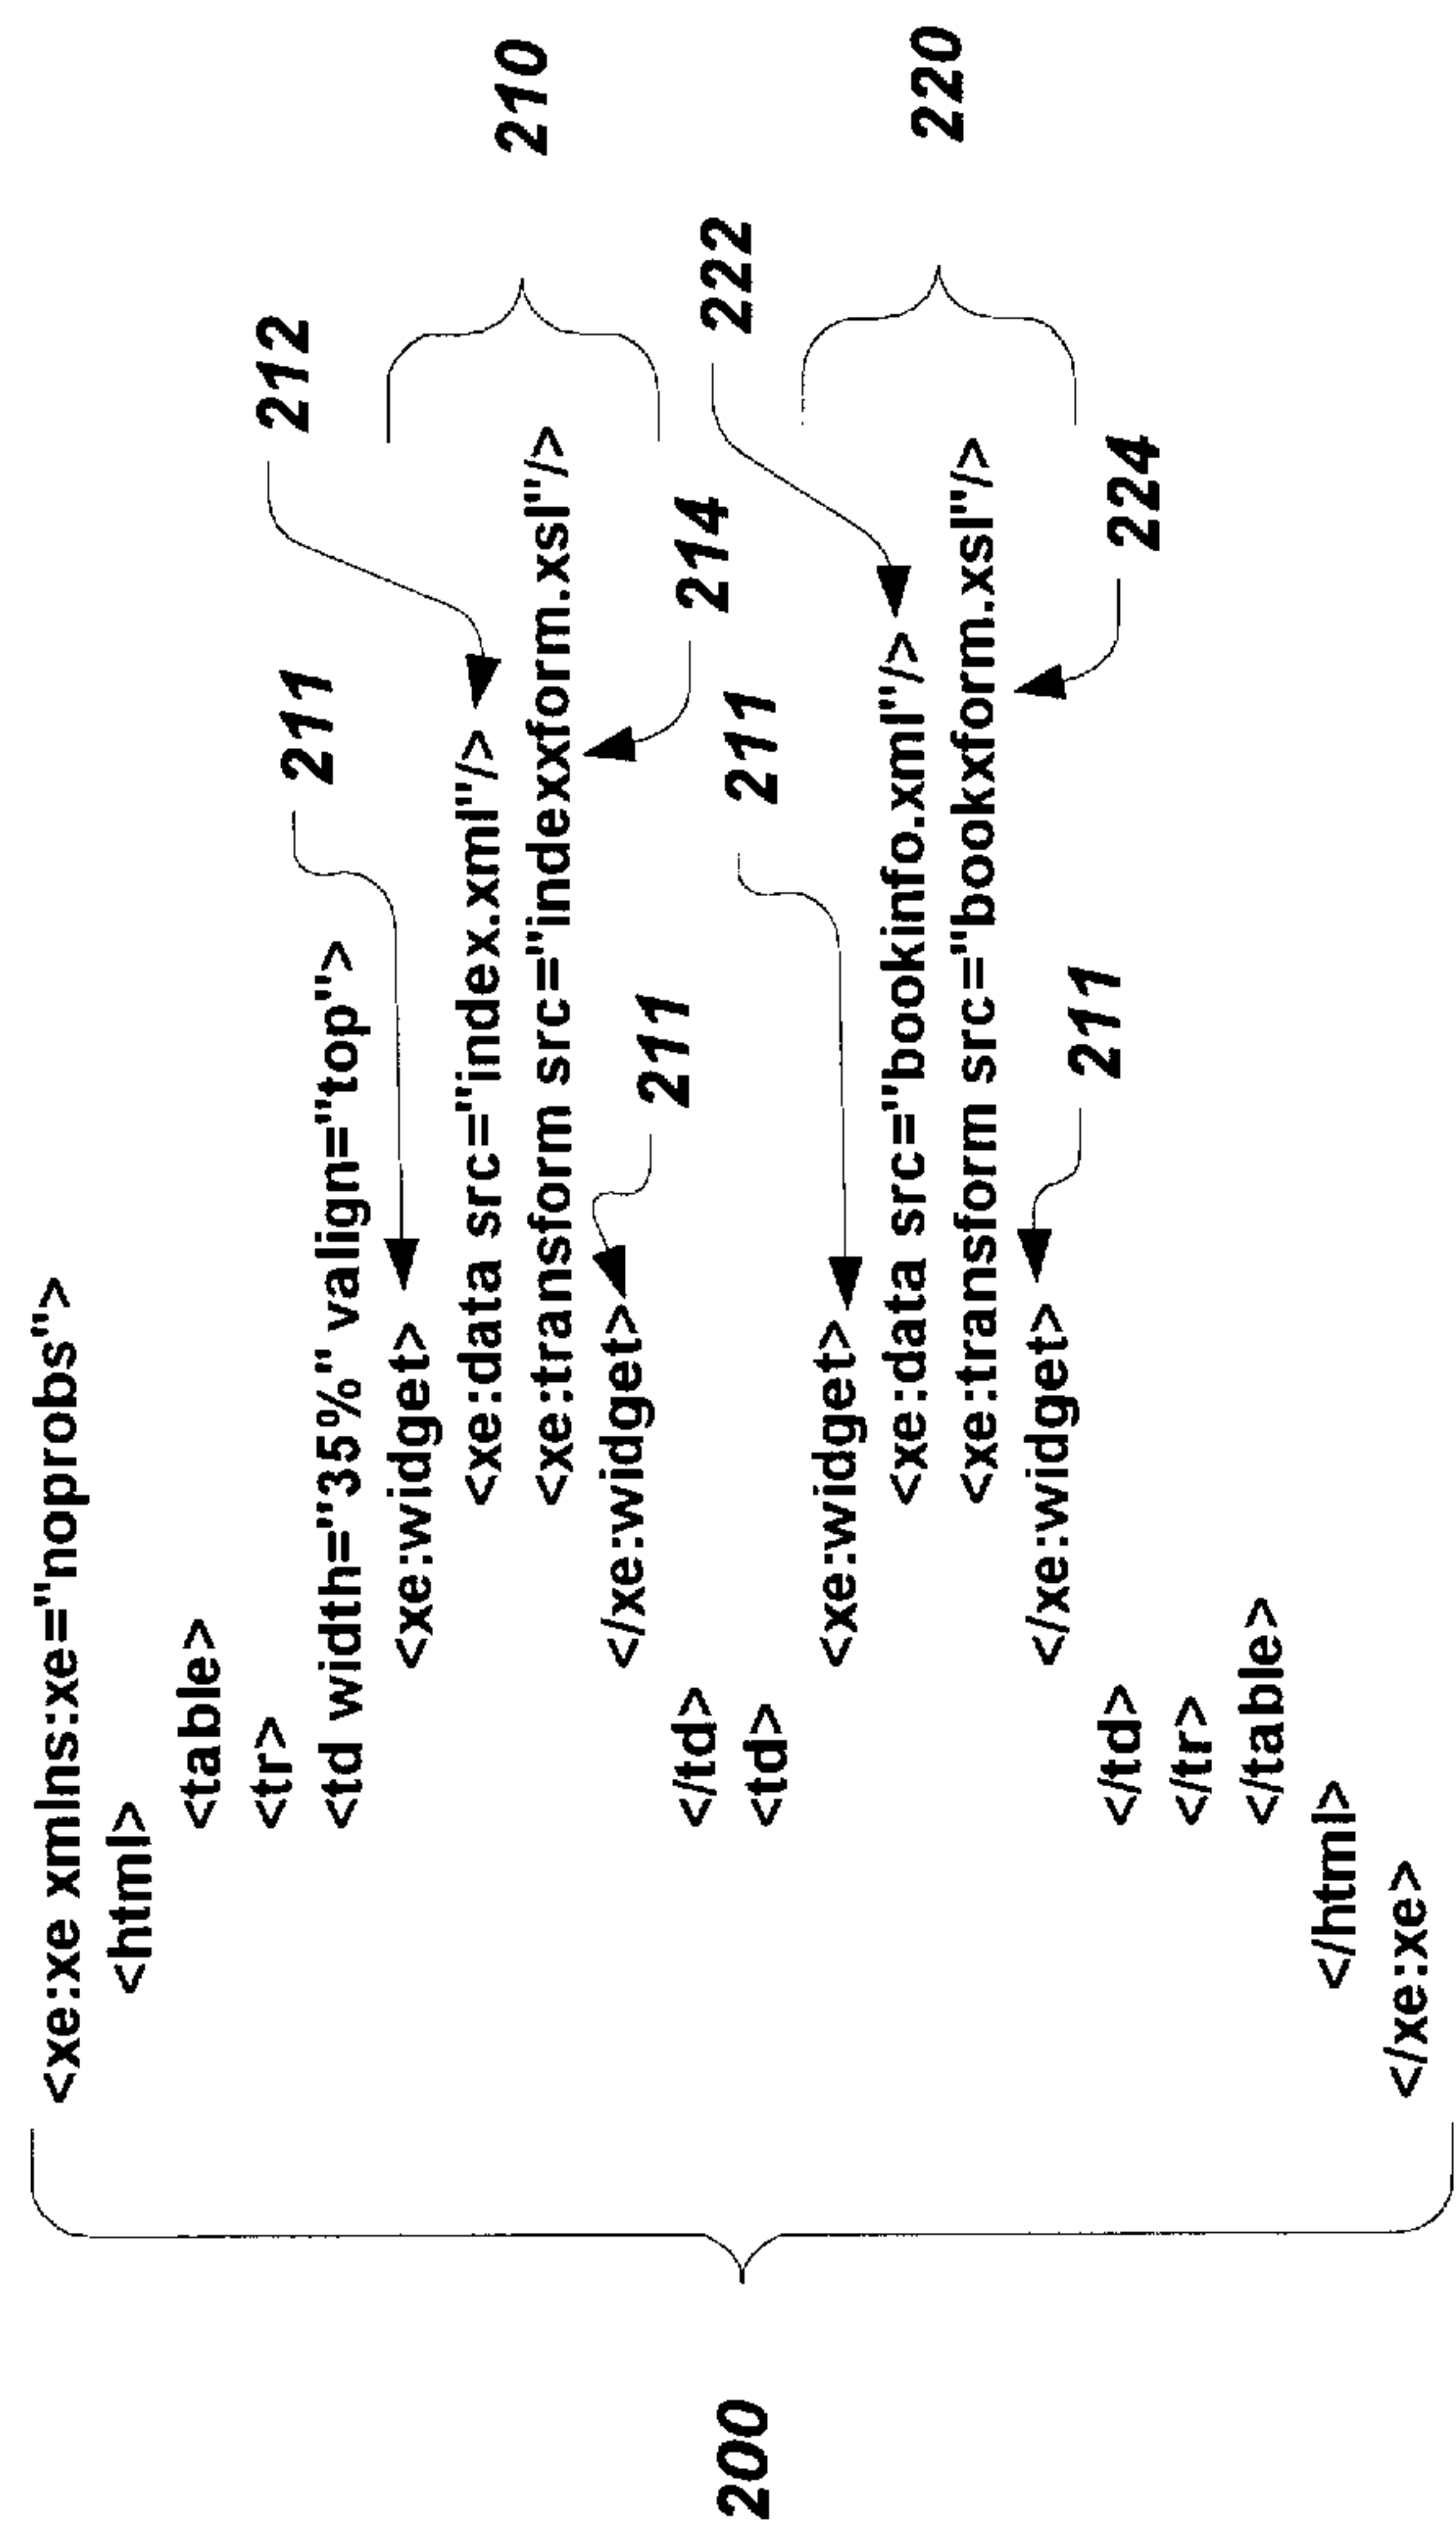 <xe:xe xmlns:xe="noprobs">
<html>
<table>
<tr>
<td width="35%" valign="top">
211
212
<xe:widget>
<xe:data src="index.xml"/>
<xe:transform src="indexxform.xsl"/>
210
</xe:widget>
211
214
</td>
<td>
211
222
<xe:widget>
<xe:data src="bookinfo.xml"/>
220
<xe:transform src="bookxform.xsl"/>
</xe:widget>
211
224
</td>
</tr>
</table>
</html>
</xe:xe>
200